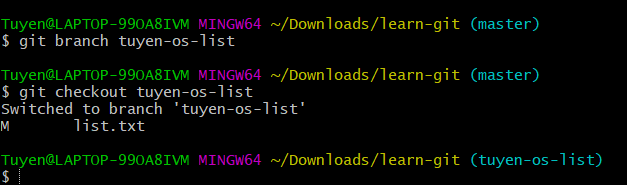 Tuyen@LAPTOP-99OA8IVM MINGW64 ~/Downloads/learn-git (master)
$ git branch tuyen-os-list
Tuyen@LAPTOP-99OA8IVM MINGW64 ~/Downloads/learn-git (master)
$ git checkout tuyen-os-list
Switched to branch 'tuyen-os-list'
M       list.txt
Tuyen@LAPTOP-99OA8IVM MINGW64 ~/Downloads/learn-git (tuyen-os-list)
$